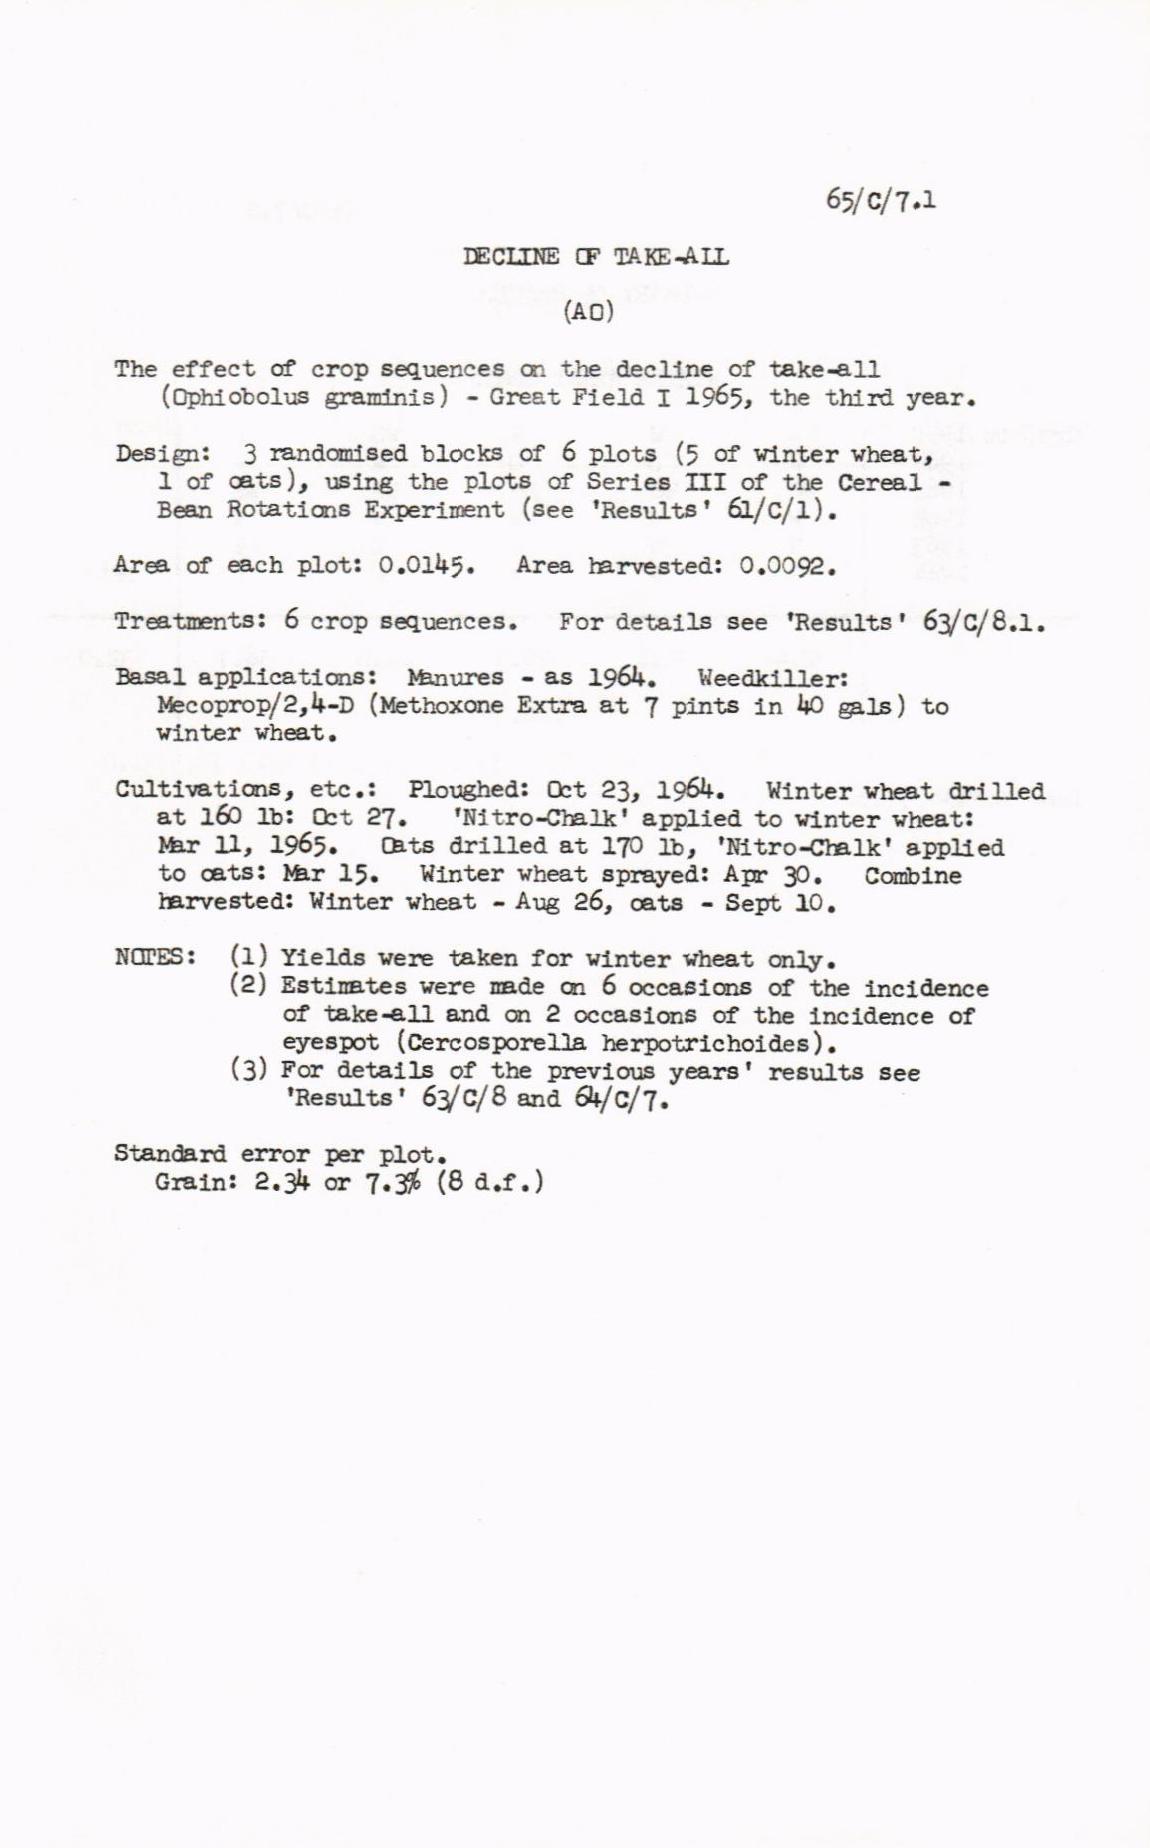 65/C/7.1
DECLINE OF TAKE-ALL
(AO)
The effect of crop sequences on the decline of take-all
(Ophiobolus graminis) - Great Field I 1965, the third year.
Design: 3 randomised blocks of 6 plots (5 of winter wheat,
1 of oats), using the plots of Series III of the Cereal -
Bean Rotations Experiment (see 'Results' 61/C/1).
Area of each plot: 0.0145. Area harvested: 0.0092.
Treatments: 6 crop sequences. For details see 'Results' 63/C/8.1.
Basal applications: Manures - as 1964. Weedkiller:
Mecoprop/2,4-D (Methoxone Extra at 7 pints in 40 gals) to
winter wheat.
Cultivations, etc.: Ploughed: Oct 23, 1964. Winter wheat drilled
at 160 lb: Oct 27. 'Nitro-Chalk' applied to winter wheat:
Mar 11, 1965. Oats drilled at 170 lb, 'Nitro-Chalk' applied
to oats: Mar 15. Winter wheat sprayed: Apr 30. Combine
harvested: Winter wheat - Aug 26, oats - Sept 10.
NOTES: (1) Yields were taken for winter wheat only.
(2) Estimates were made on 6 occasions of the incidence
of take-all and on 2 occasions of the incidence of
eyespot (Cercosporella herpotrichoides).
(3) For details of the previous years' results see
'Results' 63/C/8 and 64/C/7.
Standard error per plot.
Grain: 2.34 or 7.3% (8 d.f.)